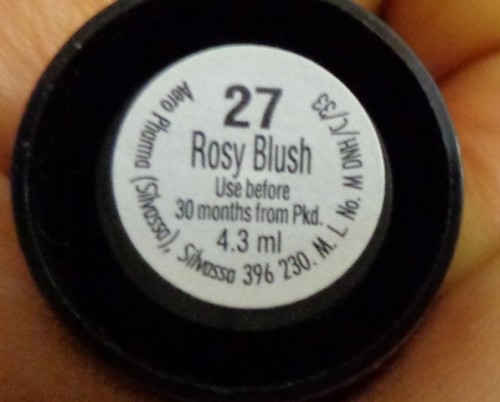 27
Rosy Blush
Use before
30 months from Pkd.
4.3 ml
Aero Pharma (Silvassa), Silvassa 396 230. M. L No. W DNH/C/33